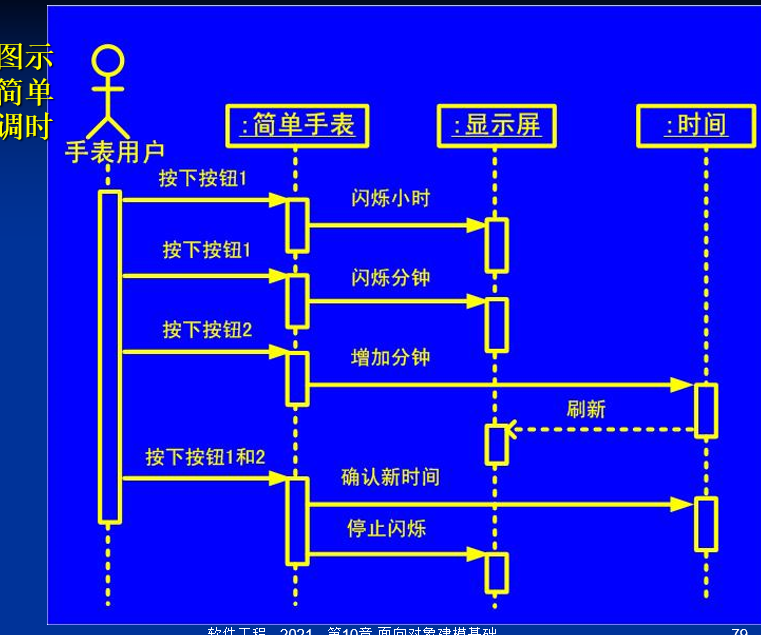 图示
简单
调时
手表用户
:简单手表
:显示屏
:时间
按下按钮1
闪烁小时
按下按钮1
闪烁分钟
按下按钮2
增加分钟
刷新
按下按钮1和2
确认新时间
停止闪烁
软件工程 2021 第10章 面向对象建模基础
79